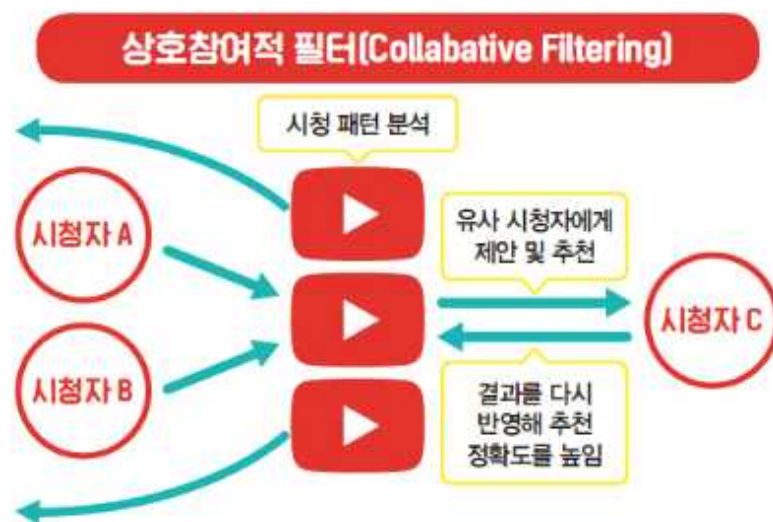 상호참여적 필터(Collabative Filtering)
시청 패턴 분석
시청자 A
유사 시청자에게
제안 및 추천
시청자 C
시청자 B
결과를 다시
반영해 추천
정확도를 높임